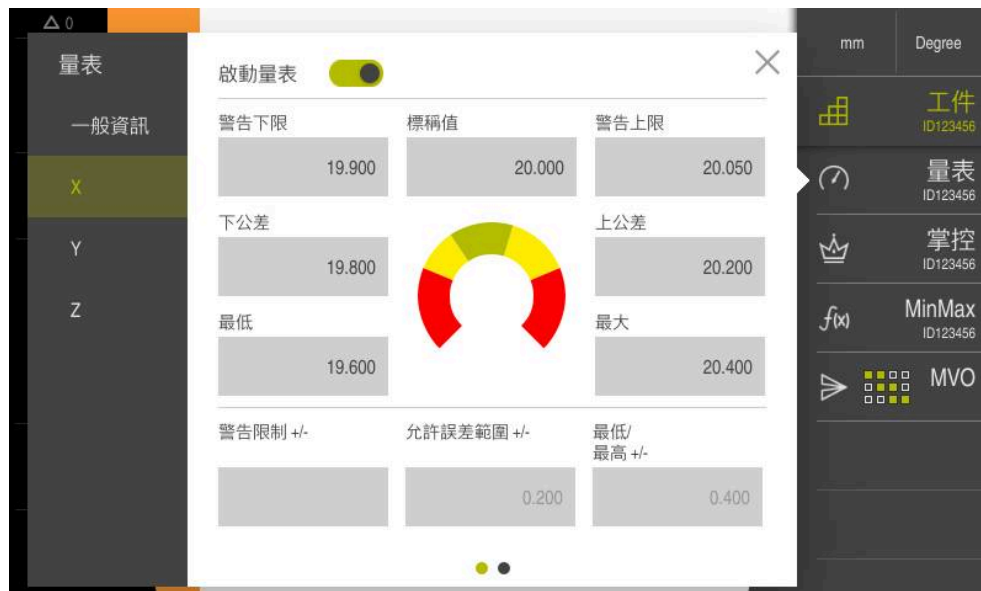 △ 0
mm
Degree
量表
啟動量表
工件
ID123456
一般資訊
警告下限
標稱值
警告上限
19.900
20.000
20.050
量表
ID123456
X
下公差
上公差
Y
掌控
ID123456
19.800
20.200
Z
最低
最大
f(x)
MinMax
ID123456
19.600
20.400
MVO
警告限制 +/-
允許誤差範圍 +/-
最低/
最高 +/-
0.200
0.400